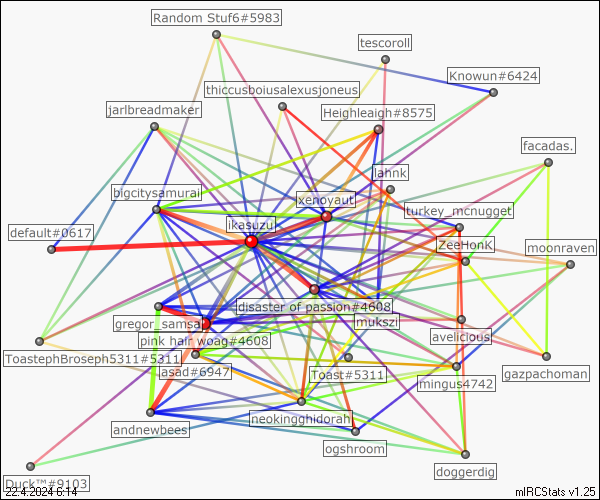 Random Stuf6#5983
tescoroll
Knowun#6424
thiccusboiusalexusjoneus
jarlbreadmaker
Heighleaigh#8575
facadas.
lahnk
bigcitysamurai
xenoyaut
turkey_mcnugget
ikasuzu
default#0617
ZeeHonk
moonraven
disaster of passion#4608
gregor_samsa
mukszi
pink hair woag#4608
avelicious
ToastephBroseph5311#5311
asad#6947
Toast#5311
gazpachoman
mingus4742
neokingghidorah
andnewbees
ogshroom
doggerdig
Duck™#9103
22.4.2024 6:14
mIRCStats v1.25